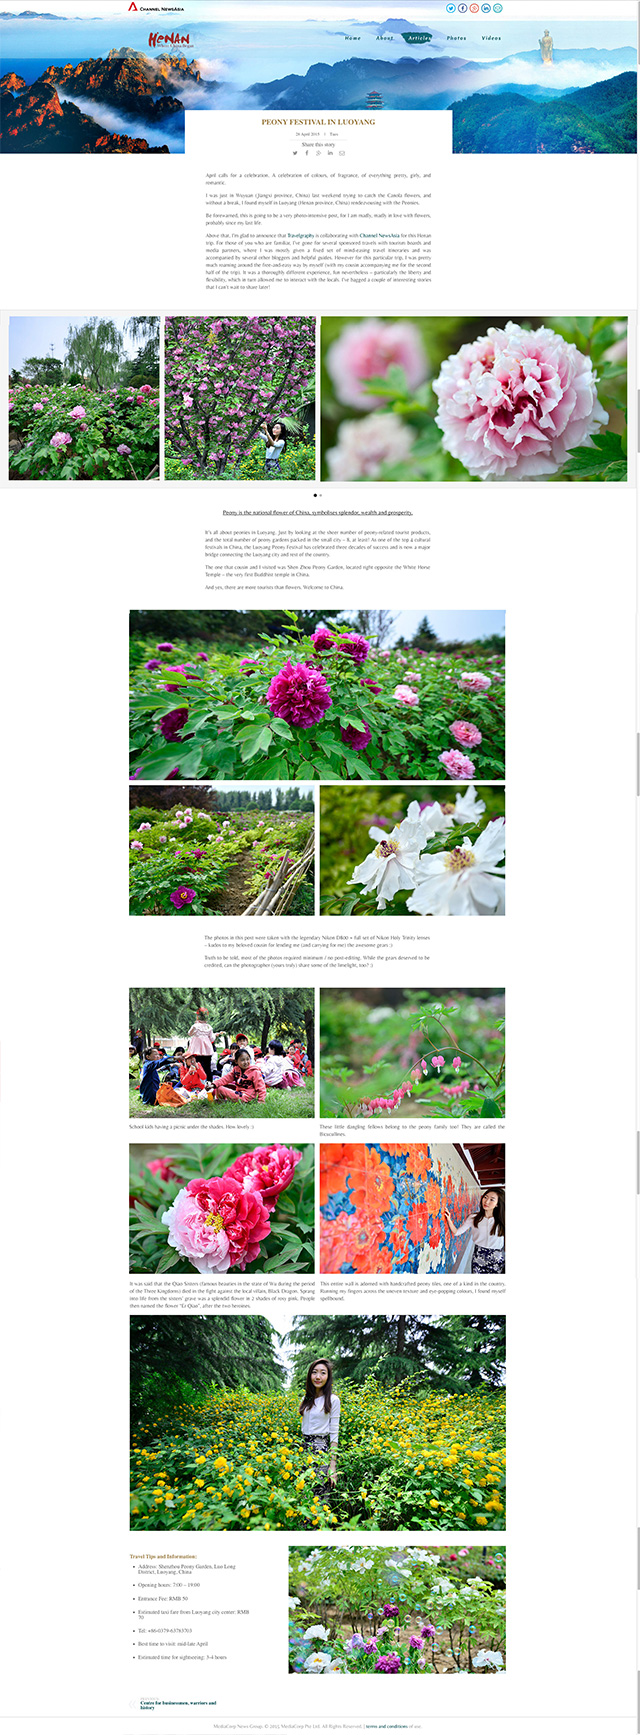 CHANNEL NEWSASIA
HENAN
Where China Began
Home About Articles Photos Videos
PEONY FESTIVAL IN LUOYANG
Share this story
April calls for a celebration. A celebration of colours, of fragrance, of everything pretty, girly, and
romantic.
I was just in Wuyuan (Jiangxi province, China) last weekend trying to catch the Canola flowers, and
without a break, I found myself in Luoyang (Henan province, China) rendezvousing with the Peonies.
Be forewarned, this is going to be a very photo-intensive post, for I am madly, madly in love with flowers,
probably since my last life.
Above that, I'm glad to announce that Travelgraphy is collaborating with Channel NewsAsia for this Henan
trip. For those of you who are familiar, I've gone for several sponsored travels with tourism boards and
media partners, where I was mostly given a fixed set of mind-easing travel itineraries and was
accompanied by several other bloggers and helpful guides. However for this particular trip, I was pretty
much roaming around the free-and-easy way by myself (with my cousin accompanying me for the second
half of the trip). It was a thoroughly different experience, fun nevertheless – particularly the liberty and
flexibility, which in turn allowed me to interact with the locals. I've bagged a couple of interesting stories
that I can't wait to share later!
Peony is the national flower of China, symbolises splendor, wealth and prosperity.
It's all about peonies in Luoyang. Just by looking at the sheer number of peony-related tourist products,
and the total number of peony gardens packed in the small city – 8, at least! As one of the top 4 cultural
festivals in China, the Luoyang Peony Festival has celebrated three decades of success and is now a major
bridge connecting the Luoyang city and rest of the country.
The one that cousin and I visited was Shen Zhou Peony Garden, located right opposite the White Horse
Temple – the very first Buddhist temple in China.
And yes, there are more tourists than flowers. Welcome to China.
The photos in this post were taken with the legendary Nikon D800 + full set of Nikon Holy Trinity lenses
– kudos to my beloved cousin for lending me (and carrying for me) the awesome gears :)
Truth to be told, most of the photos required minimum / no post-editing. While the gears deserved to be
credited, can the photographer (yours truly) share some of the limelight, too? :)
School kids having a picnic under the shades. How lovely :)
These little dangling fellows belong to the peony family too! They are called the
It was said that the Qiao Sisters (famous beauties in the state of Wu during the period
of the Three Kingdoms) died in the fight against the local villain, Black Dragon. Sprang
into life from the sisters' grave was a splendid flower in 2 shades of rosy pink. People
then named the flower "Er Qiao", after the two heroines.
This entire wall is adorned with handcrafted peony tiles, one of a kind in the country.
Running my fingers across the uneven texture and eye-popping colours, I found myself
spellbound.
Travel Tips and Information:
Address: Shenzhou Peony Garden, Luo Long
District, Luoyang, China
Opening hours: 7:00 – 19:00
Entrance Fee: RMB 50
Estimated taxi fare from Luoyang city center: RMB
70
Best time to visit: mid-late April
Estimated time for sightseeing: 3-4 hours
Centre for businessmen, warriors and
history
MediaCorp News Group. © MediaCorp Pte Ltd. All Rights Reserved. | terms and conditions of use.